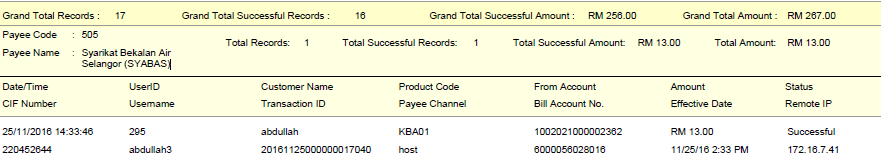 Grand Total Records : 17 Grand Total Successful Records : 16 Grand Total Successful Amount : RM 256.00 Grand Total Amount : RM 267.00
Payee Code : 505
Total Records: 1 Total Successful Records: 1 Total Successful Amount: RM 13.00 Total Amount: RM 13.00
Payee Name : Syarikat Bekalan Air
Selangor (SYABAS)
Date/Time UserID Customer Name Product Code From Account Amount Status
CIF Number Username Transaction ID Payee Channel Bill Account No. Effective Date Remote IP
25/11/2016 14:33:46 295 abdullah KBA01 1002021000002362 RM 13.00 Successful
220452644 abdullah3 20161125000000017040 host 6000056028016 11/25/16 2:33 PM 172.16.7.41